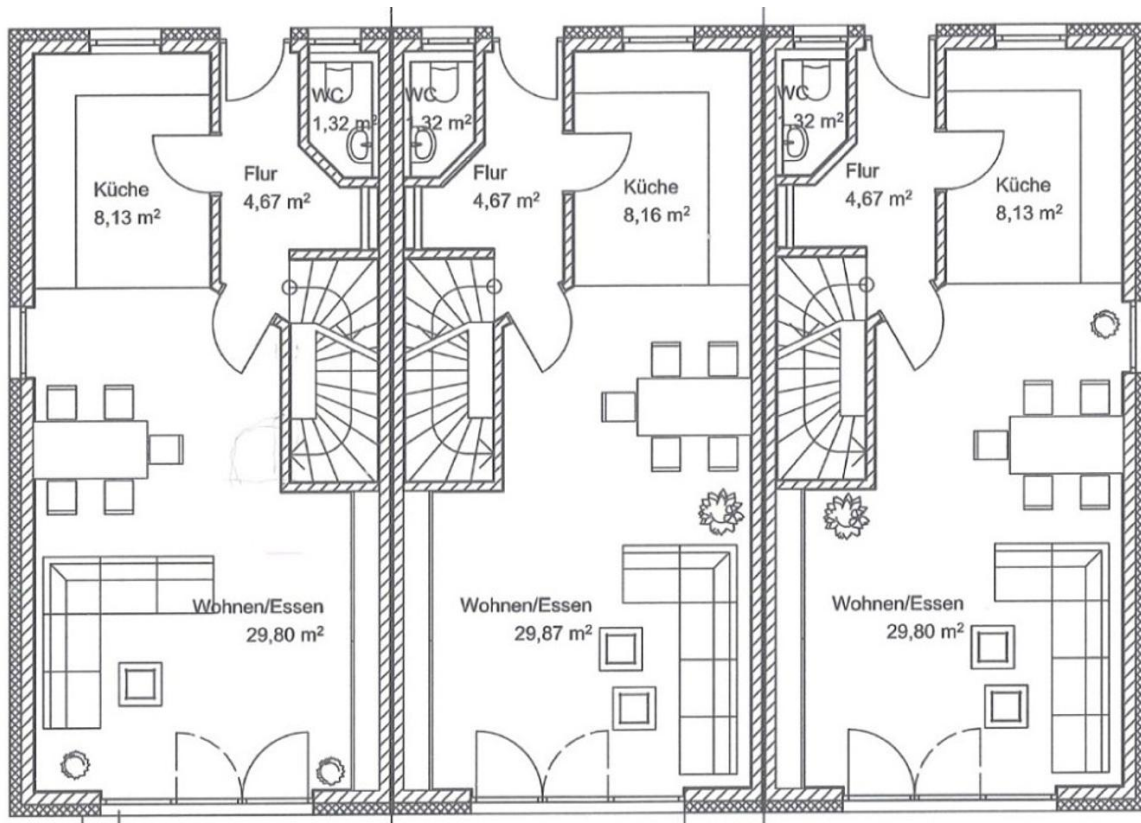 WC
1,32 m²
Flur
4,67 m²
Küche
8,13 m²
Wohnen/Essen
29,80 m²
WC
1,32 m²
Flur
4,67 m²
Küche
8,16 m²
Wohnen/Essen
29,87 m²
WC
1,32 m²
Flur
4,67 m²
Küche
8,13 m²
Wohnen/Essen
29,80 m²